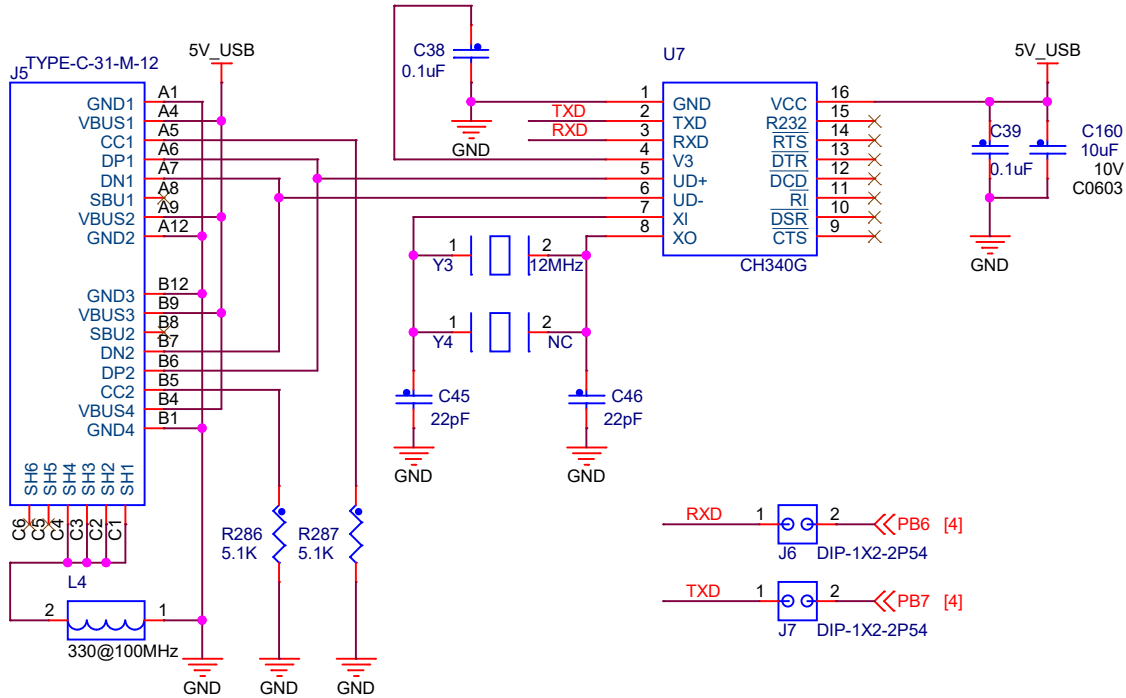 J5
TYPE-C-31-M-12
5V_USB
GND1 A1
VBUS1 A4
CC1 A5
DP1 A6
DN1 A7
SBU1 A8
VBUS2 A9
GND2 A12
GND3 B12
VBUS3 B9
SBU2 B8
DN2 B7
DP2 B6
CC2 B5
VBUS4 B4
GND4 B1
SH6 SH5 SH4 SH3 SH2 SH1
C6 C5 C4 C3 C2 C1
L4
2 1
330@100MHz
GND
R286
5.1K
GND
R287
5.1K
GND
C38
0.1uF
GND
TXD
RXD
U7
1 GND VCC 16
2 TXD R232 15
3 RXD RTS 14
4 V3 DTR 13
5 UD+ DCD 12
6 UD- RI 11
7 XI DSR 10
8 XO CTS 9
CH340G
1 2
Y3 12MHz
1 2
Y4 NC
C45
22pF
GND
C46
22pF
GND
5V_USB
C39
0.1uF
C160
10uF
10V
C0603
GND
RXD 1 2 PB6 [4]
J6 DIP-1X2-2P54
TXD 1 2 PB7 [4]
J7 DIP-1X2-2P54